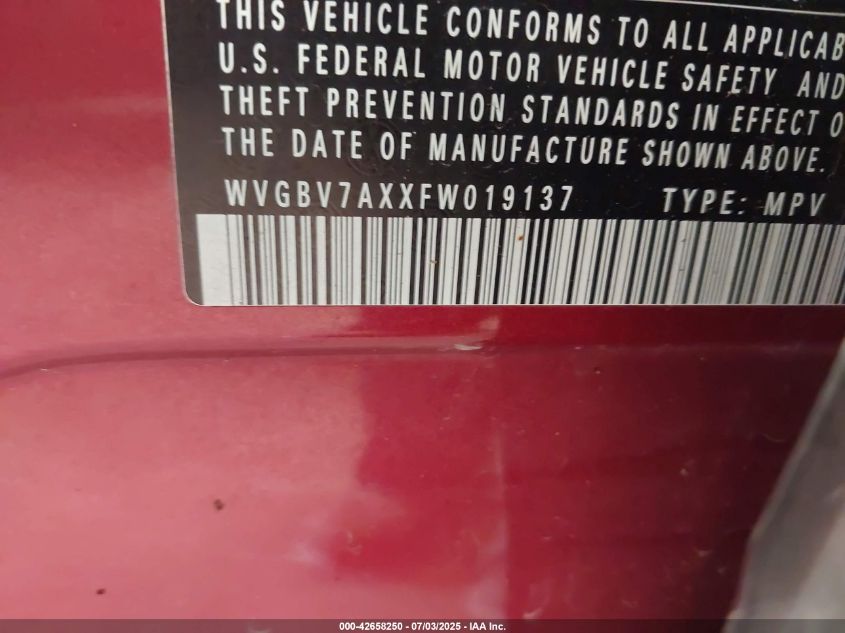 THIS VEHICLE CONFORMS TO ALL APPLICAB
U.S. FEDERAL MOTOR VEHICLE SAFETY AND
THEFT PREVENTION STANDARDS IN EFFECT O
THE DATE OF MANUFACTURE SHOWN ABOVE.
WVGBV7AXXFW019137 TYPE: MPV
000-42658250 - 07/03/2025 - IAA Inc.